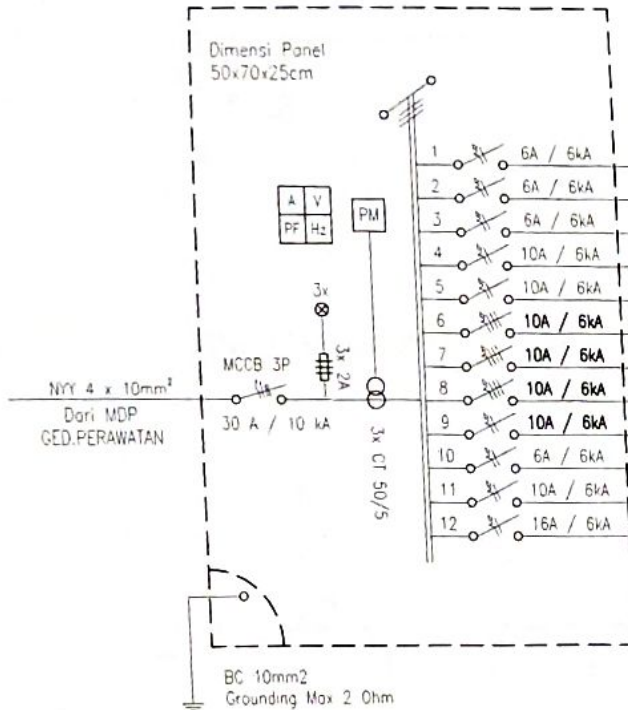 Dimensi Panel
50x70x25cm
A V
PF Hz
PM
3x
3x 2A
MCCB 3P
30 A / 10 kA
3x CT 50/5
NYY 4 x 10mm²
Dari MDP
GED.PERAWATAN
1 6A / 6kA
2 6A / 6kA
3 6A / 6kA
4 10A / 6kA
5 10A / 6kA
6 10A / 6kA
7 10A / 6kA
8 10A / 6kA
9 10A / 6kA
10 6A / 6kA
11 10A / 6kA
12 16A / 6kA
BC 10mm2
Grounding Max 2 Ohm